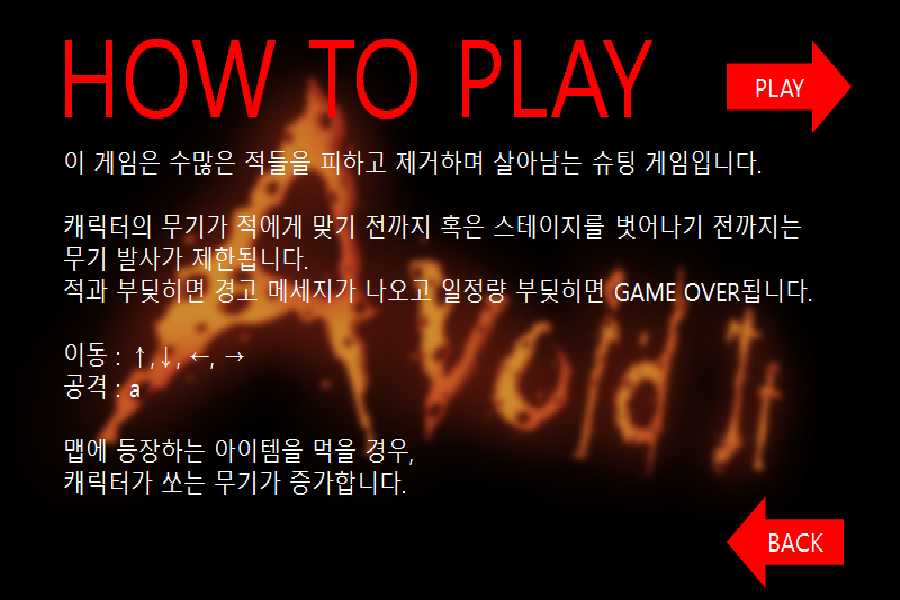 HOW TO PLAY
PLAY
이 게임은 수많은 적들을 피하고 제거하며 살아남는 슈팅 게임입니다.
캐릭터의 무기가 적에게 맞기 전까지 혹은 스테이지를 벗어나기 전까지는
무기 발사가 제한됩니다.
적과 부딪히면 경고 메세지가 나오고 일정량 부딪히면 GAME OVER됩니다.
이동 : ↑,↓, ←, →
공격 : a
맵에 등장하는 아이템을 먹을 경우,
캐릭터가 쏘는 무기가 증가합니다.
Avoid It
BACK